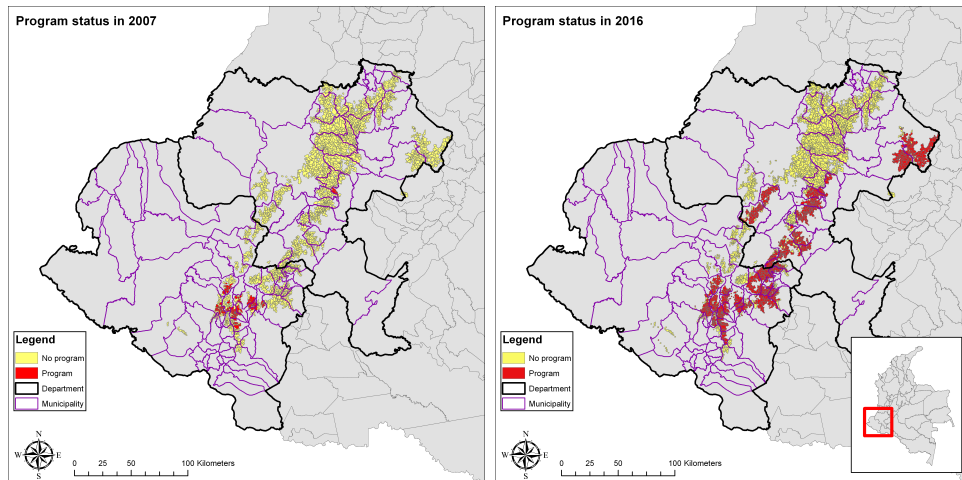 Program status in 2007
Legend
No program
Program
Department
Municipality
N
W E
S
0 25 50 100 Kilometers
Program status in 2016
Legend
No program
Program
Department
Municipality
N
W E
S
0 25 50 100 Kilometers